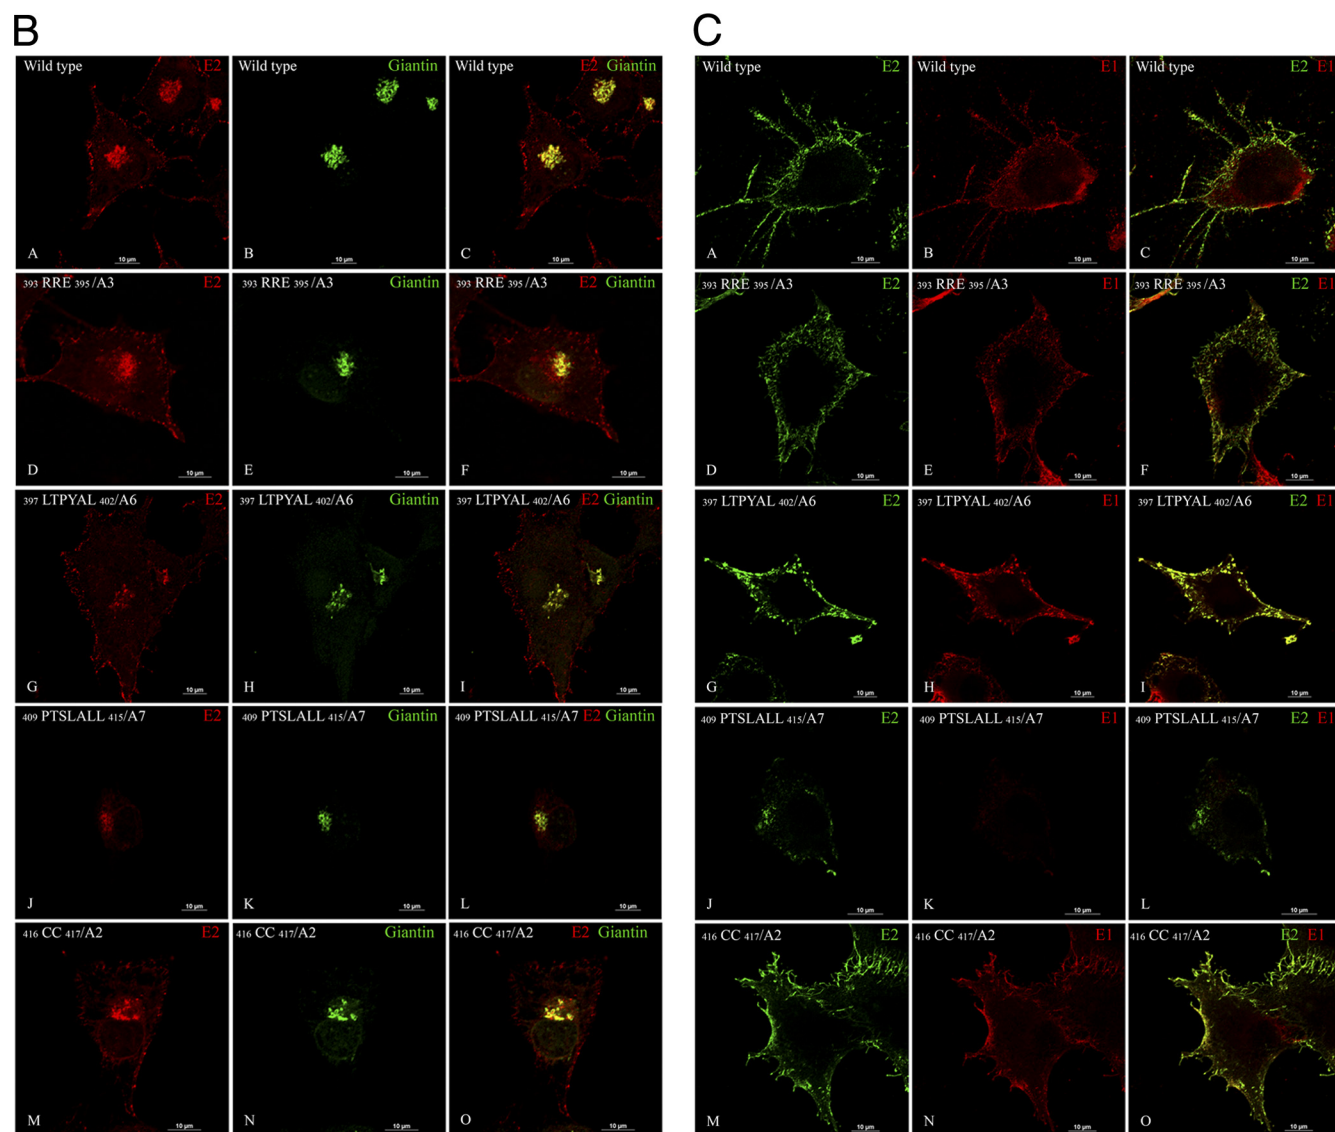 B
C
Wild type E2
Wild type Giantin
Wild type E2 Giantin
A 10 µm
B 10 µm
C 10 µm
393 RRE 395/A3 E2
393 RRE 395/A3 Giantin
393 RRE 395/A3 E2 Giantin
D 10 µm
E 10 µm
F 10 µm
397 LTPYAL 402/A6 E2
397 LTPYAL 402/A6 Giantin
397 LTPYAL 402/A6 E2 Giantin
G 10 µm
H 10 µm
I 10 µm
409 PTSLALL 415/A7 E2
409 PTSLALL 415/A7 Giantin
409 PTSLALL 415/A7 E2 Giantin
J 10 µm
K 10 µm
L 10 µm
416 CC 417/A2 E2
416 CC 417/A2 Giantin
416 CC 417/A2 E2 Giantin
M 10 µm
N 10 µm
O 10 µm
Wild type E2
Wild type E1
Wild type E2 E1
A 10 µm
B 10 µm
C 10 µm
393 RRE 395/A3 E2
393 RRE 395/A3 E1
393 RRE 395/A3 E2 E1
D 10 µm
E 10 µm
F 10 µm
397 LTPYAL 402/A6 E2
397 LTPYAL 402/A6 E1
397 LTPYAL 402/A6 E2 E1
G 10 µm
H 10 µm
I 10 µm
409 PTSLALL 415/A7 E2
409 PTSLALL 415/A7 E1
409 PTSLALL 415/A7 E2 E1
J 10 µm
K 10 µm
L 10 µm
416 CC 417/A2 E2
416 CC 417/A2 E1
416 CC 417/A2 E2 E1
M 10 µm
N 10 µm
O 10 µm